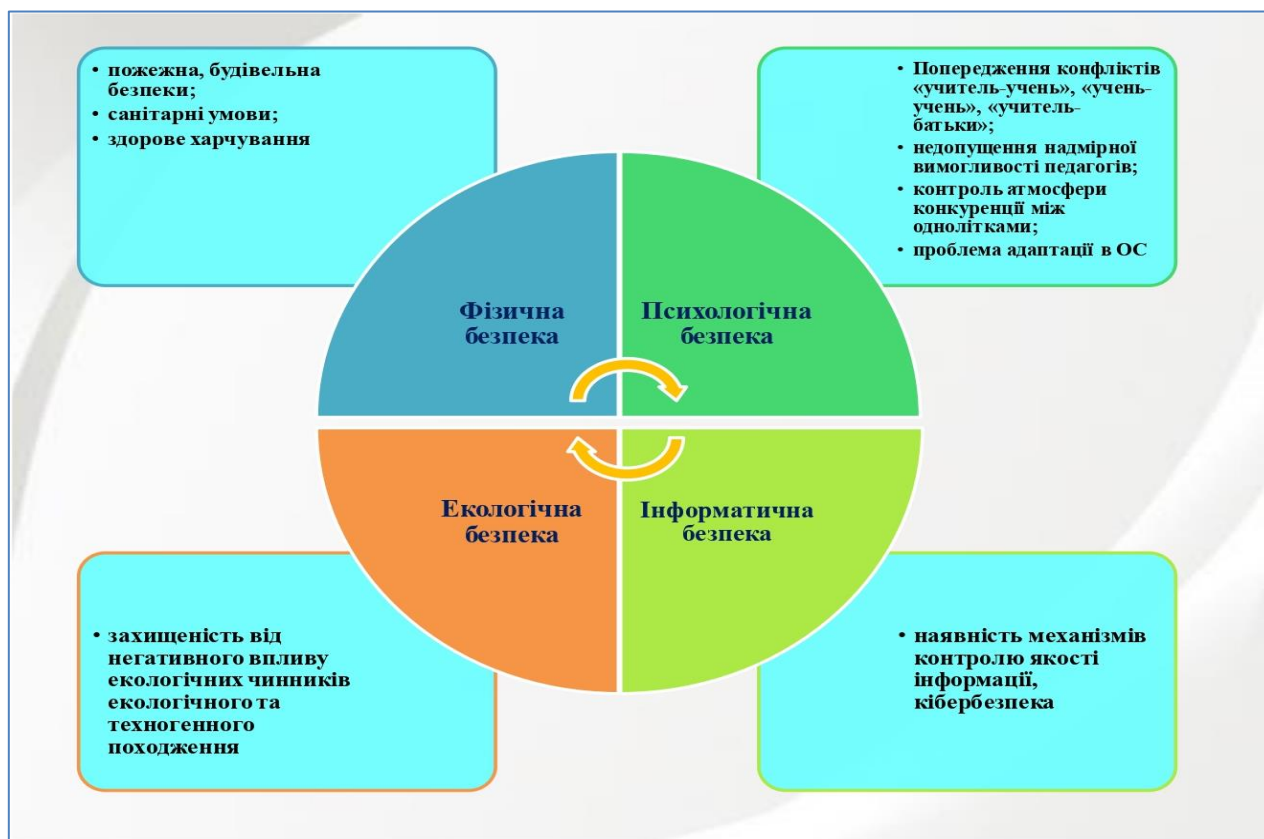 • пожежна, будівельна
безпеки;
• санітарні умови;
• здорове харчування
• Попередження конфліктів
«учитель-учень», «учень-
учень», «учитель-
батьки»;
• недопущення надмірної
вимогливості педагогів;
• контроль атмосфери
конкуренції між
однолітками;
• проблема адаптації в ОС
Фізична
безпека
Психологічна
безпека
Екологічна
безпека
Інформатична
безпека
• захищеність від
негативного впливу
екологічних чинників
екологічного та
техногенного
походження
• наявність механізмів
контролю якості
інформації,
кібербезпека